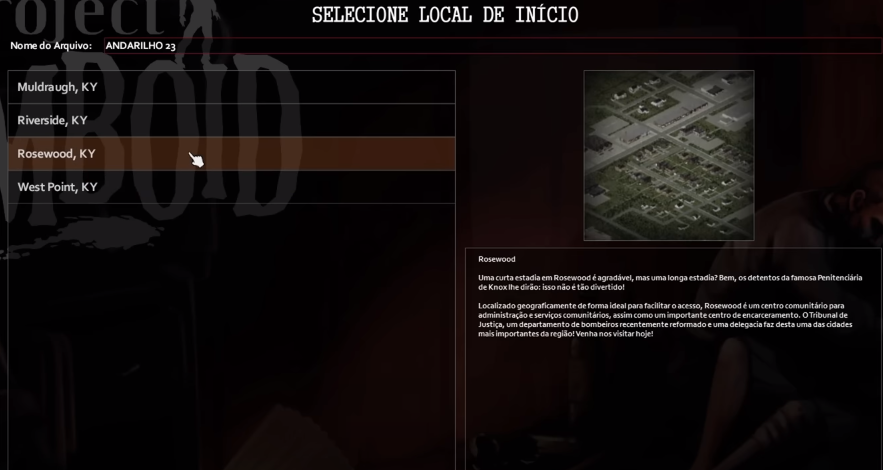 oject
MBOID
SELECIONE LOCAL DE INÍCIO
Nome do Arquivo: ANDARILHO 23
Muldraugh, KY
Riverside, KY
Rosewood, KY
West Point, KY
Rosewood
Uma curta estadia em Rosewood é agradável, mas uma longa estadia? Bem, os detentos da famosa Penitenciária
de Knox lhe dirão: isso não é tão divertido!
Localizado geograficamente de forma ideal para facilitar o acesso, Rosewood é um centro comunitário para
administração e serviços comunitários, assim como um importante centro de encarceramento. O Tribunal de
Justiça, um departamento de bombeiros recentemente reformado e uma delegacia faz desta uma das cidades
mais importantes da região! Venha nos visitar hoje!